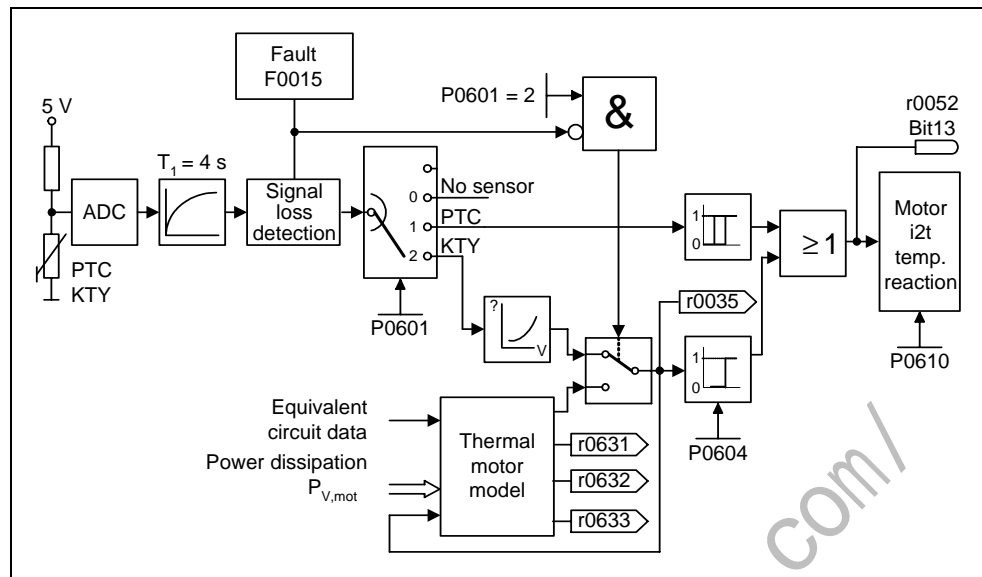 Fault
F0015
P0601 = 2
&
r0052
Bit13
5 V
T1 = 4 s
ADC
Signal
loss
detection
0
No sensor
1
PTC
2
KTY
PTC
KTY
P0601
1
0
≥ 1
Motor
i2t
temp.
reaction
P0610
r0035
?
V
1
0
P0604
Equivalent
circuit data
Power dissipation
PV,mot
Thermal
motor
model
r0631
r0632
r0633
com/